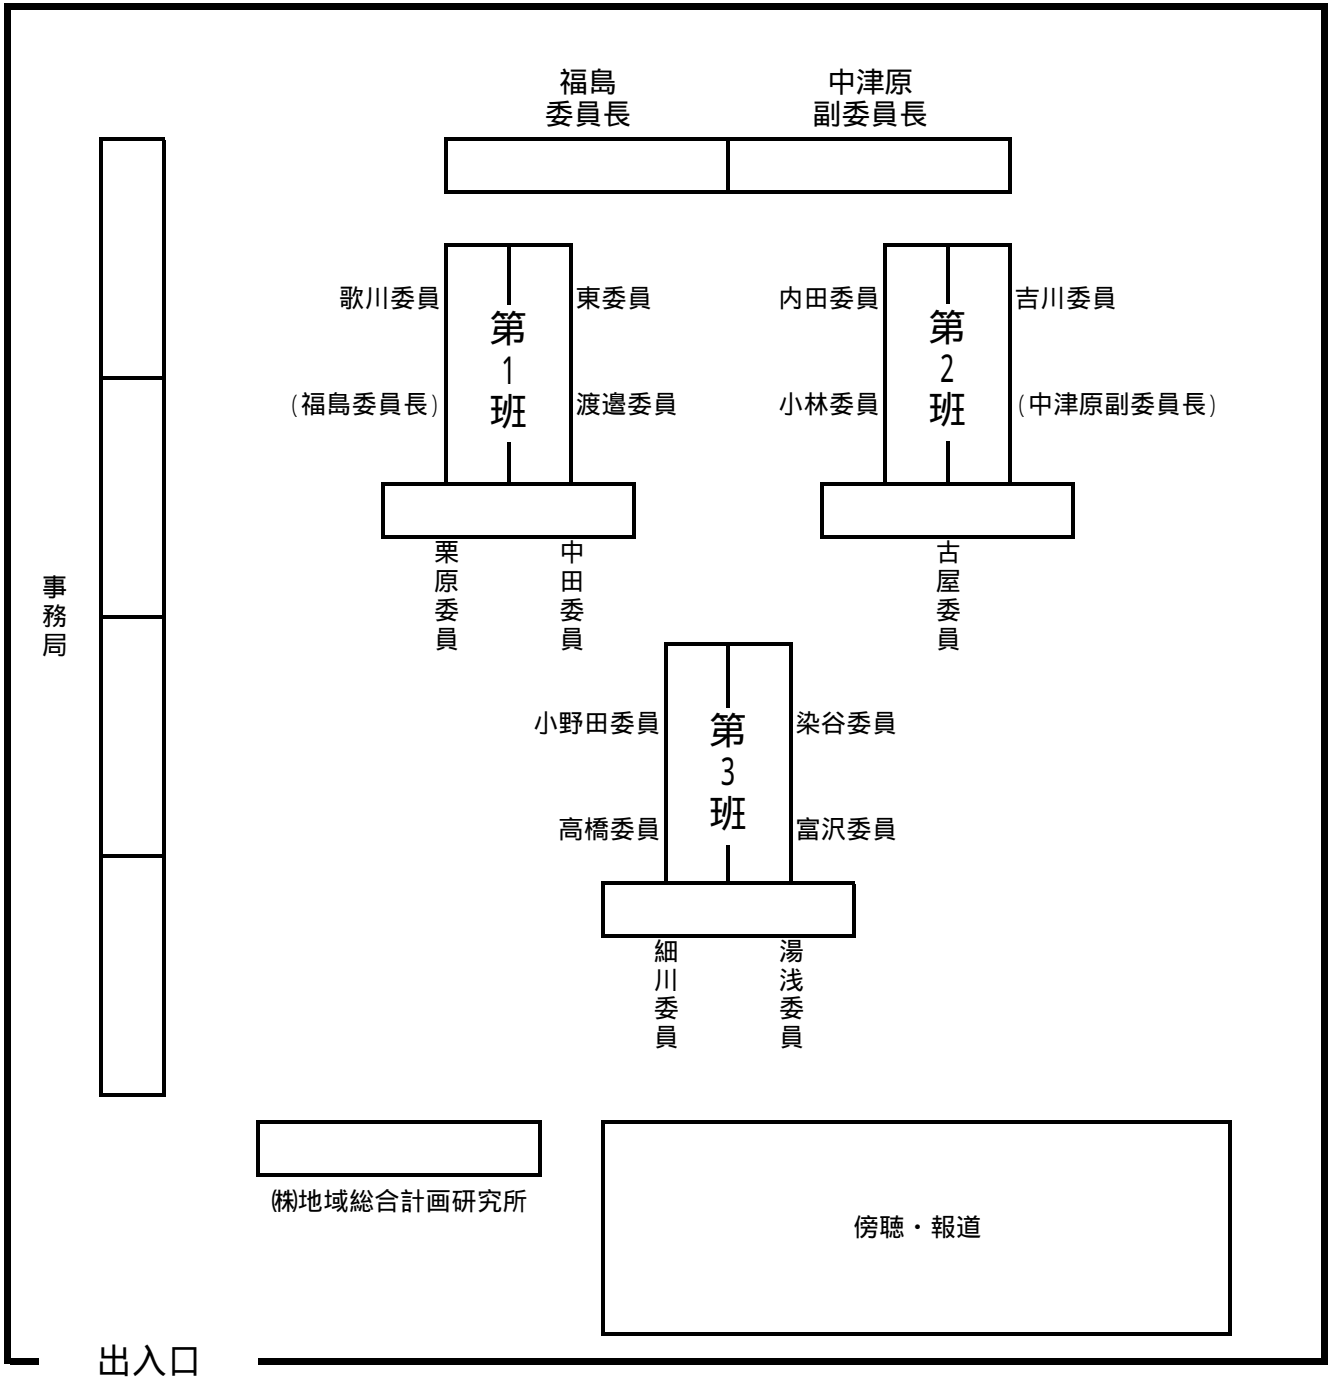 福島
委員長
中津原
副委員長
歌川委員
東委員
(福島委員長)
渡邉委員
第1班
栗原委員
中田委員
内田委員
吉川委員
小林委員
(中津原副委員長)
第2班
古屋委員
事務局
小野田委員
染谷委員
高橋委員
富沢委員
第3班
細川委員
湯浅委員
㈱地域総合計画研究所
傍聴・報道
出入口